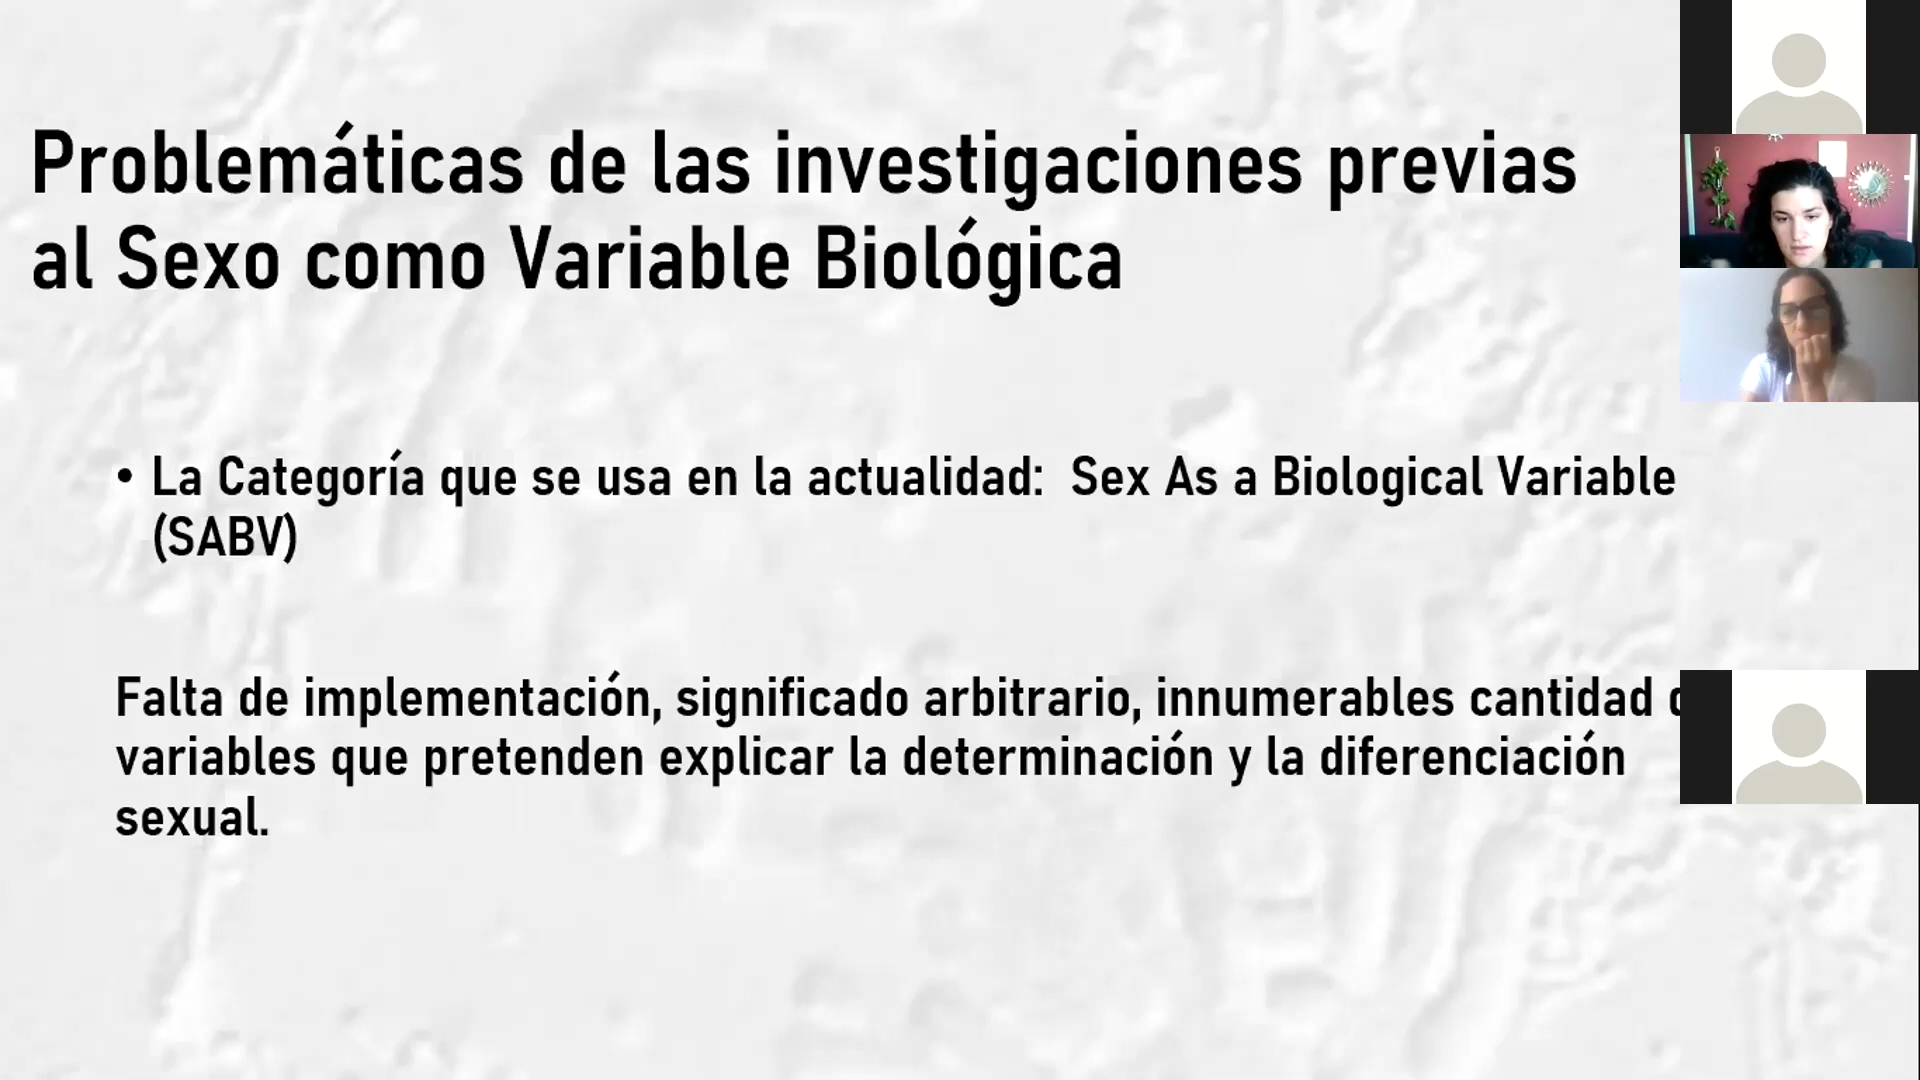 Problemáticas de las investigaciones previas
al Sexo como Variable Biológica
• La Categoría que se usa en la actualidad: Sex As a Biological Variable
(SABV)
Falta de implementación, significado arbitrario, innumerables cantidad
variables que pretenden explicar la determinación y la diferenciación
sexual.